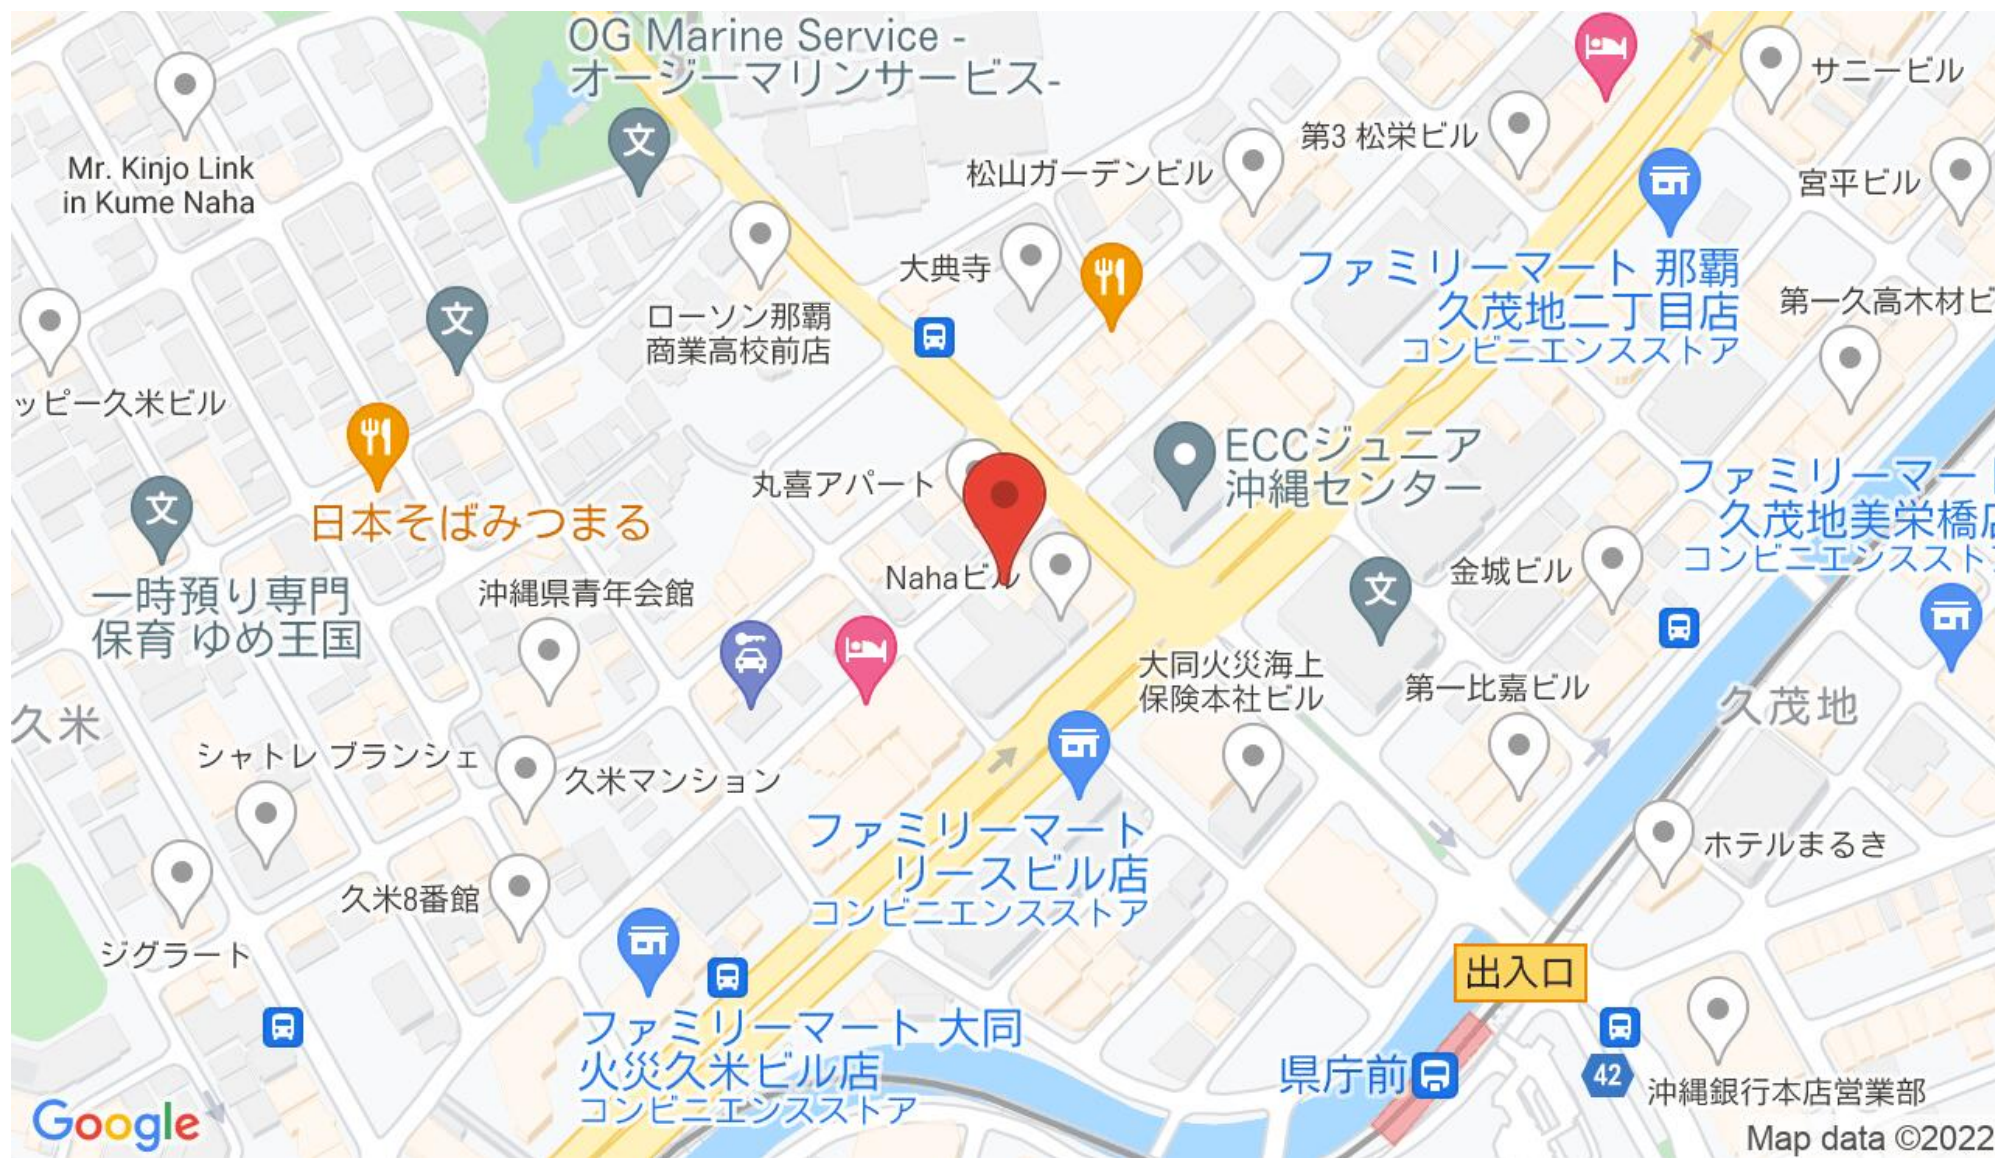 OG Marine Service -
オージーマリンサービス-
サニービル
第3 松栄ビル
Mr. Kinjo Link
in Kume Naha
松山ガーデンビル
宮平ビル
大典寺
ファミリーマート 那覇
久茂地二丁目店
コンビニエンスストア
第一久高木材ビ
ローソン那覇
商業高校前店
ッピー久米ビル
文
文
文
文
ECCジュニア
沖縄センター
丸喜アパート
ファミリーマート
久茂地美栄橋店
コンビニエンスストア
日本そばみつまる
Nahaビル
金城ビル
一時預り専門
保育 ゆめ王国
沖縄県青年会館
大同火災海上
保険本社ビル
第一比嘉ビル
久茂地
久米
シャトレ ブランシェ
久米マンション
ファミリーマート
リースビル店
コンビニエンスストア
ホテルまるき
久米8番館
ジグラート
出入口
ファミリーマート 大同
火災久米ビル店
コンビニエンスストア
県庁前
42
沖縄銀行本店営業部
Google
Map data ©2022